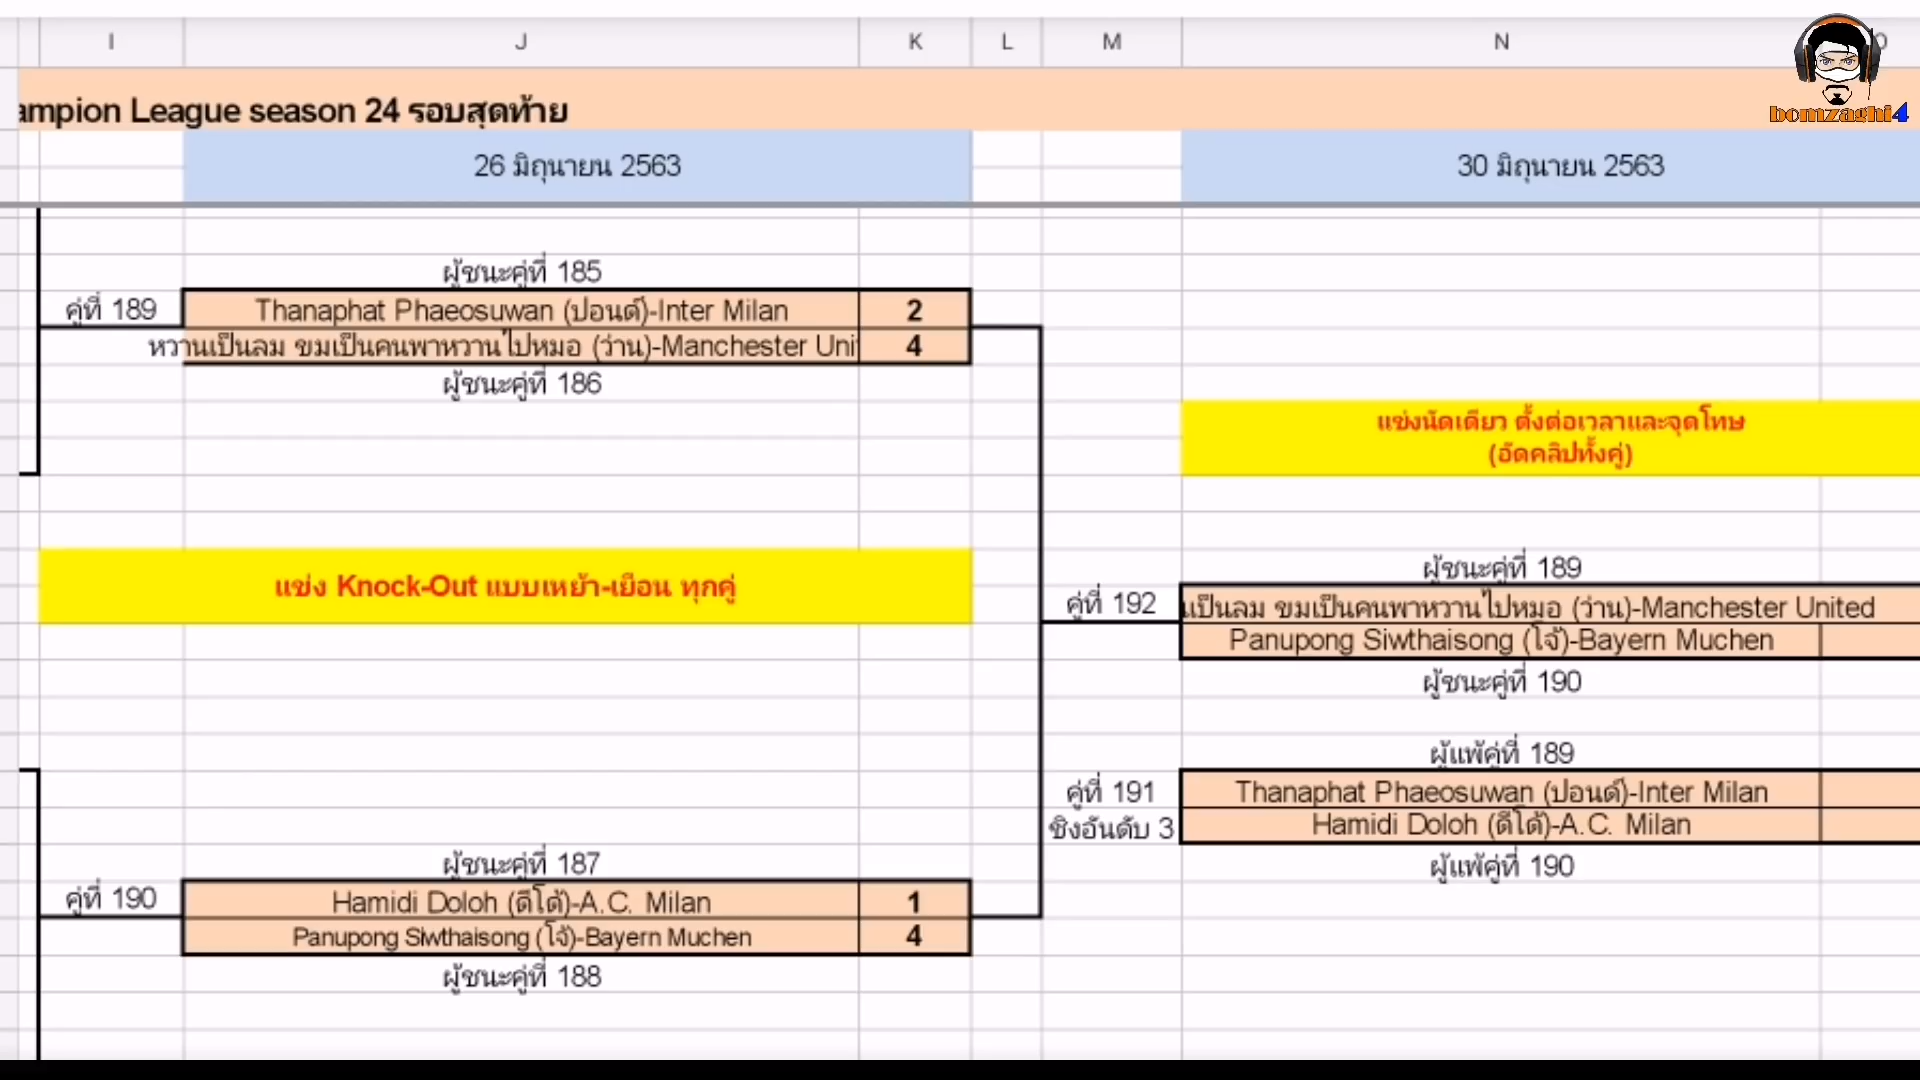 I J K L M N
ampion League season 24 รอบสุดท้าย
bomzaghi4
26 มิถุนายน 2563
30 มิถุนายน 2563
ผู้ชนะคู่ที่ 185
คู่ที่ 189
Thanaphat Phaeosuwan (ปอนด์)-Inter Milan 2
หวานเป็นลม ขมเป็นคนพาหวานไปหมอ (ว่าน)-Manchester Uni 4
ผู้ชนะคู่ที่ 186
แข่งนัดเดียว ตั้งต่อเวลาและจุดโทษ
(อัดคลิปทั้งคู่)
แข่ง Knock-Out แบบเหย้า-เยือน ทุกคู่
ผู้ชนะคู่ที่ 189
คู่ที่ 192
เป็นลม ขมเป็นคนพาหวานไปหมอ (ว่าน)-Manchester United
Panupong Siwthaisong (โจ้)-Bayern Muchen
ผู้ชนะคู่ที่ 190
ผู้แพ้คู่ที่ 189
คู่ที่ 191
ชิงอันดับ 3
Thanaphat Phaeosuwan (ปอนด์)-Inter Milan
Hamidi Doloh (ดีโด้)-A.C. Milan
ผู้แพ้คู่ที่ 190
ผู้ชนะคู่ที่ 187
คู่ที่ 190
Hamidi Doloh (ดีโด้)-A.C. Milan 1
Panupong Siwthaisong (โจ้)-Bayern Muchen 4
ผู้ชนะคู่ที่ 188